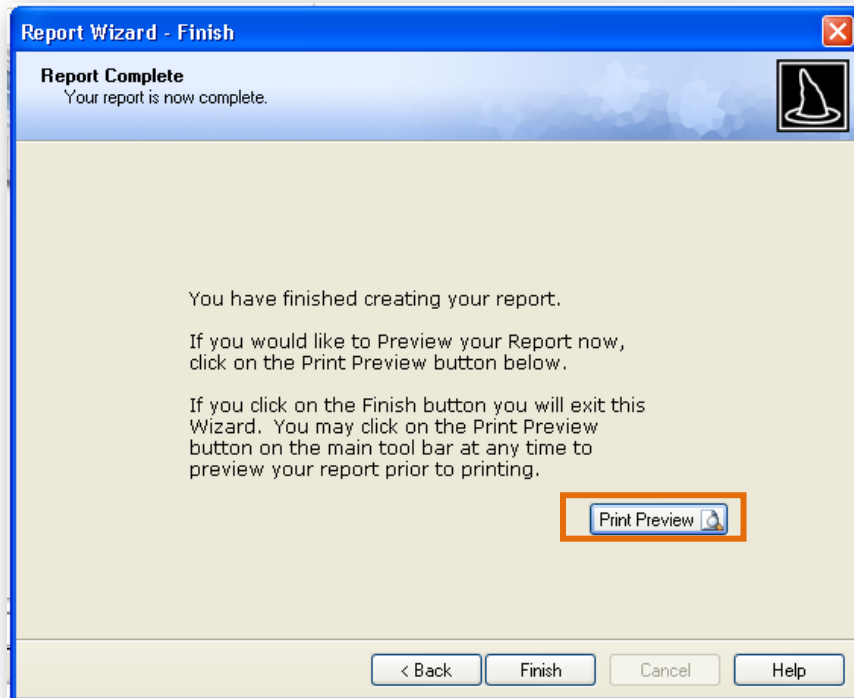 Report Wizard - Finish
Report Complete
Your report is now complete.
You have finished creating your report.
If you would like to Preview your Report now,
click on the Print Preview button below.
If you click on the Finish button you will exit this
Wizard. You may click on the Print Preview
button on the main tool bar at any time to
preview your report prior to printing.
Print Preview
< Back
Finish
Cancel
Help